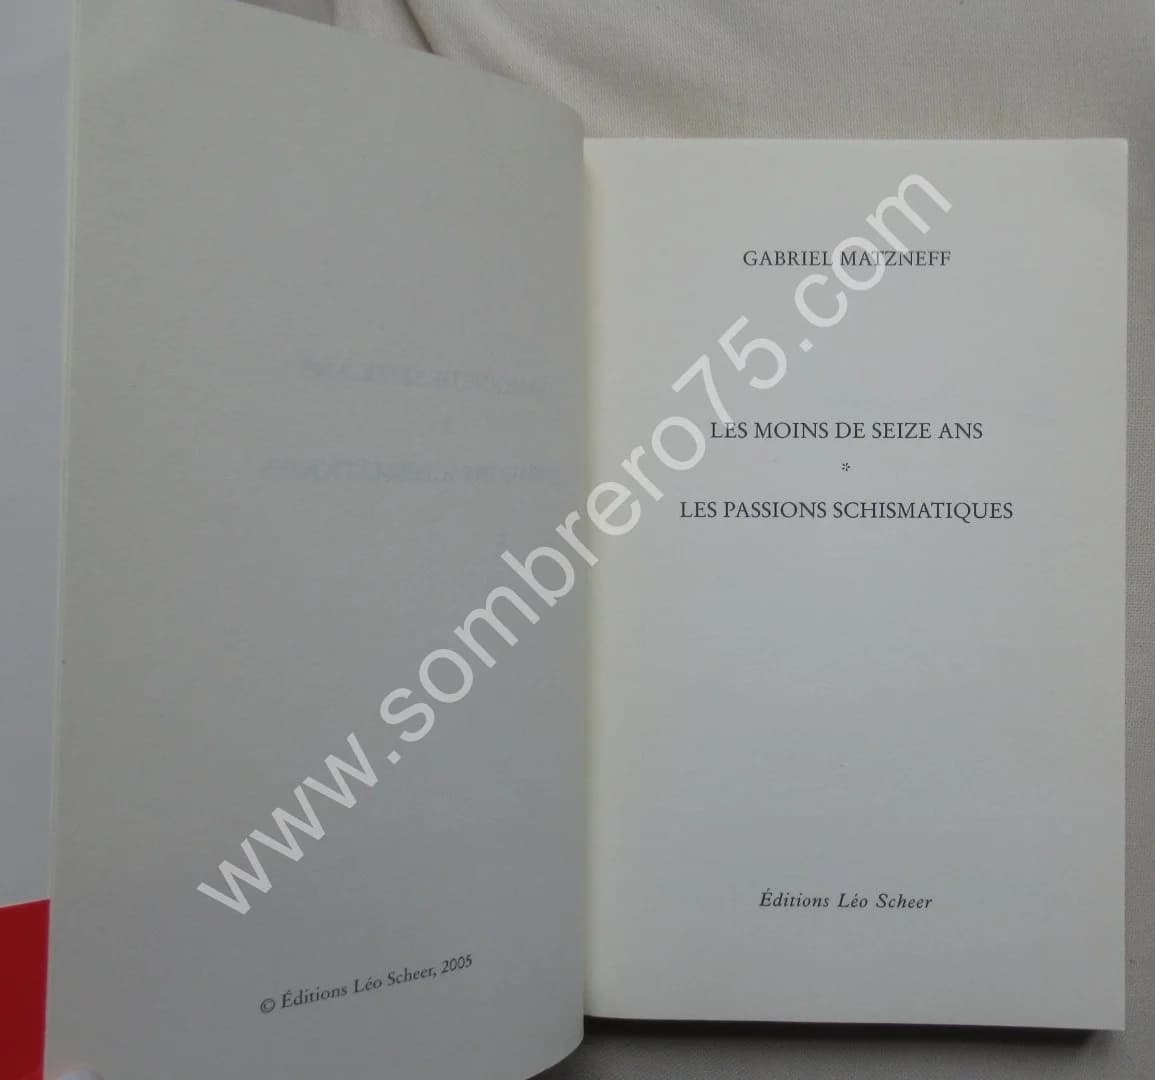 © Éditions Léo Scheer, 2005
GABRIEL MATZNEFF
LES MOINS DE SEIZE ANS
*
LES PASSIONS SCHISMATIQUES
Éditions Léo Scheer
www.sombrero75.com